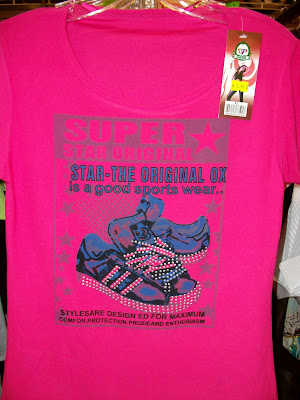 SUPER
STAR ORIGINAL
STAR-THE ORIGINAL OX
is a good sports wear..
STYLESARE DESIGN ED FOR MAXIMUM
COMFOR.PROTECTION PRODEAND ENTHUSIASM